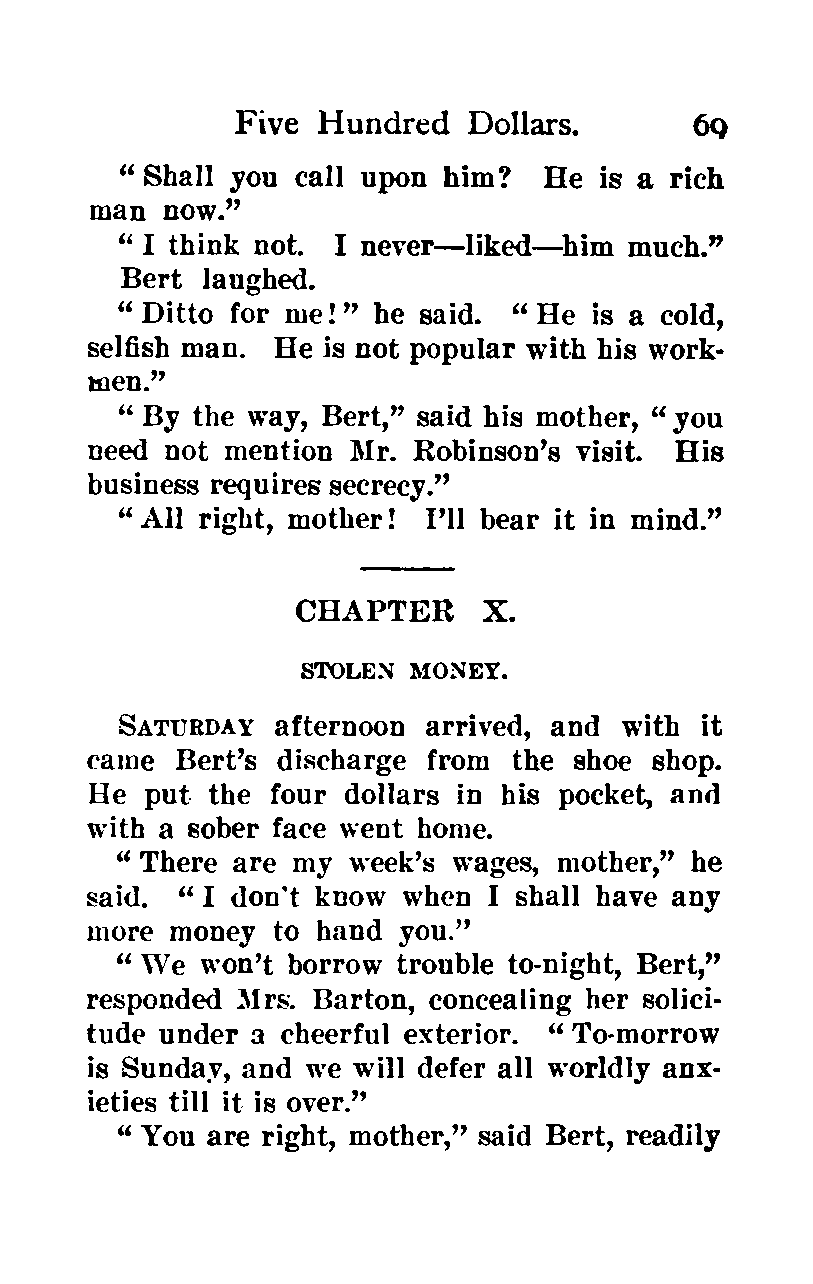 Five Hundred Dollars. 69
“ Shall you call upon him? He is a rich
man now.”
“ I think not. I never—liked—him much.”
Bert laughed.
“ Ditto for me! ” he said. “ He is a cold,
selfish man. He is not popular with his work-
men.”
“ By the way, Bert,” said his mother, “ you
need not mention Mr. Robinson’s visit. His
business requires secrecy.”
“ All right, mother! I’ll bear it in mind.”
CHAPTER X.
STOLEN MONEY.
SATURDAY afternoon arrived, and with it
came Bert’s discharge from the shoe shop.
He put the four dollars in his pocket, and
with a sober face went home.
“ There are my week’s wages, mother,” he
said. “ I don’t know when I shall have any
more money to hand you.”
“ We won’t borrow trouble to-night, Bert,”
responded Mrs. Barton, concealing her solici-
tude under a cheerful exterior. “ To-morrow
is Sunday, and we will defer all worldly anx-
ieties till it is over.”
“ You are right, mother,” said Bert, readily